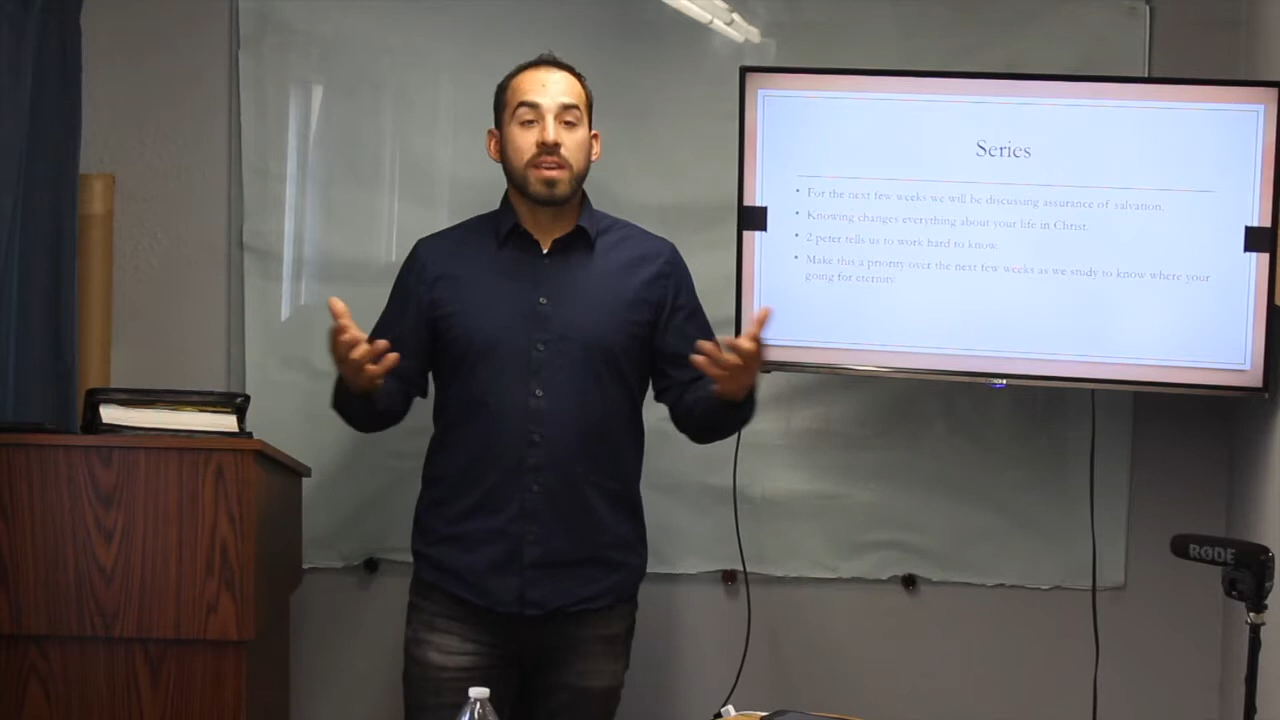 Series
• For the next few weeks we will be discussing assurance of salvation.
• Knowing changes everything about your life in Christ.
• 2 peter tells us to work hard to know.
• Make this a priority over the next few weeks as we study to know where your
going for eternity.
RØDE